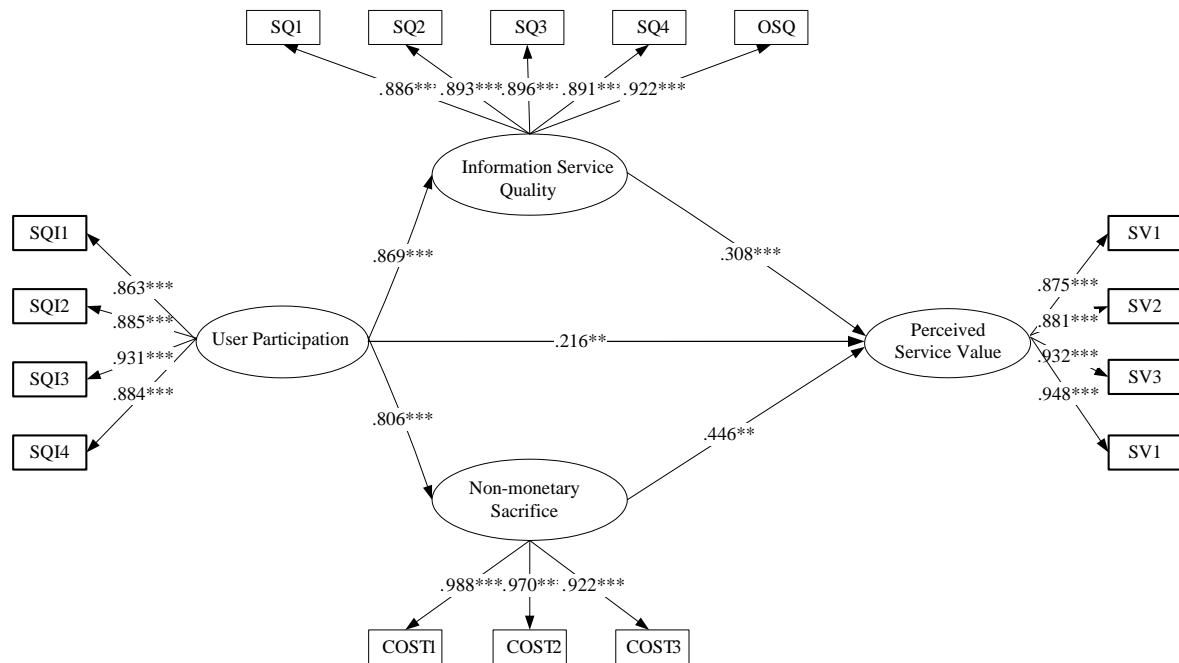 SQ1 SQ2 SQ3 SQ4 OSQ
.886*** .893*** .896*** .891*** .922***
Information Service
Quality
SQI1
SQI2
SQI3
SQI4
.863***
.885***
.931***
.884***
User Participation
.869***
.308***
.216**
.806***
.446**
Perceived
Service Value
.875***
.881***
.932***
.948***
SV1
SV2
SV3
SV1
Non-monetary
Sacrifice
.988*** .970*** .922***
COST1 COST2 COST3